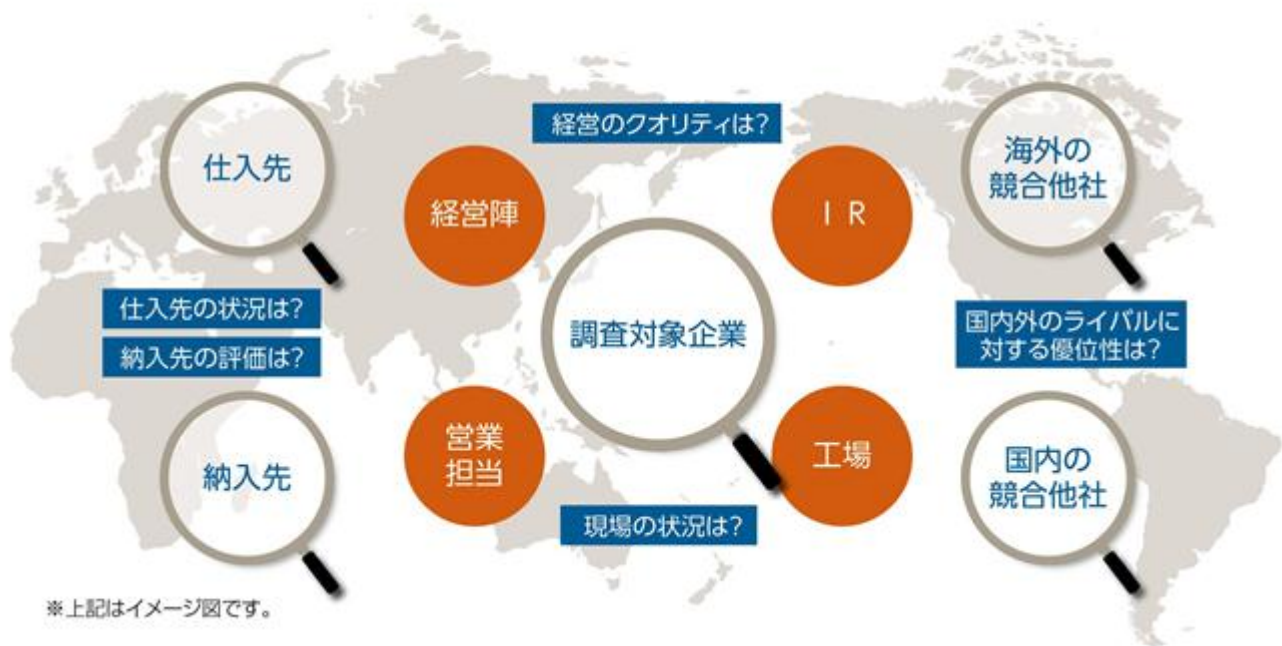 経営のクオリティは?
仕入先
経営陣
I R
海外の
競合他社
仕入先の状況は?
納入先の評価は?
調査対象企業
国内外のライバルに
対する優位性は?
納入先
営業
担当
工場
国内の
競合他社
現場の状況は?
※上記はイメージ図です。